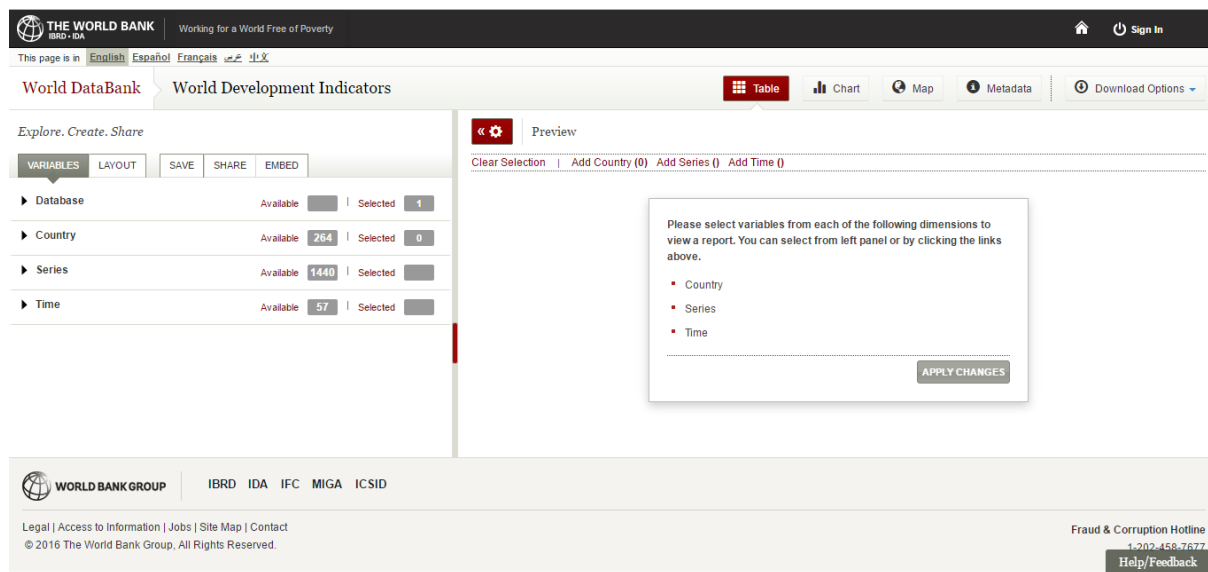 THE WORLD BANK
IBRD • IDA
Working for a World Free of Poverty
Sign In
This page is in English Español Français عربي 中文
World DataBank World Development Indicators
Table Chart Map Metadata Download Options
Explore. Create. Share
« Preview
VARIABLES LAYOUT SAVE SHARE EMBED
Clear Selection | Add Country (0) Add Series () Add Time ()
Database Available | Selected 1
Country Available 264 | Selected 0
Series Available 1440 | Selected
Time Available 57 | Selected
Please select variables from each of the following dimensions to
view a report. You can select from left panel or by clicking the links
above.
Country
Series
Time
APPLY CHANGES
WORLD BANK GROUP IBRD IDA IFC MIGA ICSID
Legal | Access to Information | Jobs | Site Map | Contact
© 2016 The World Bank Group, All Rights Reserved.
Fraud & Corruption Hotline
1-202-458-7677
Help/Feedback